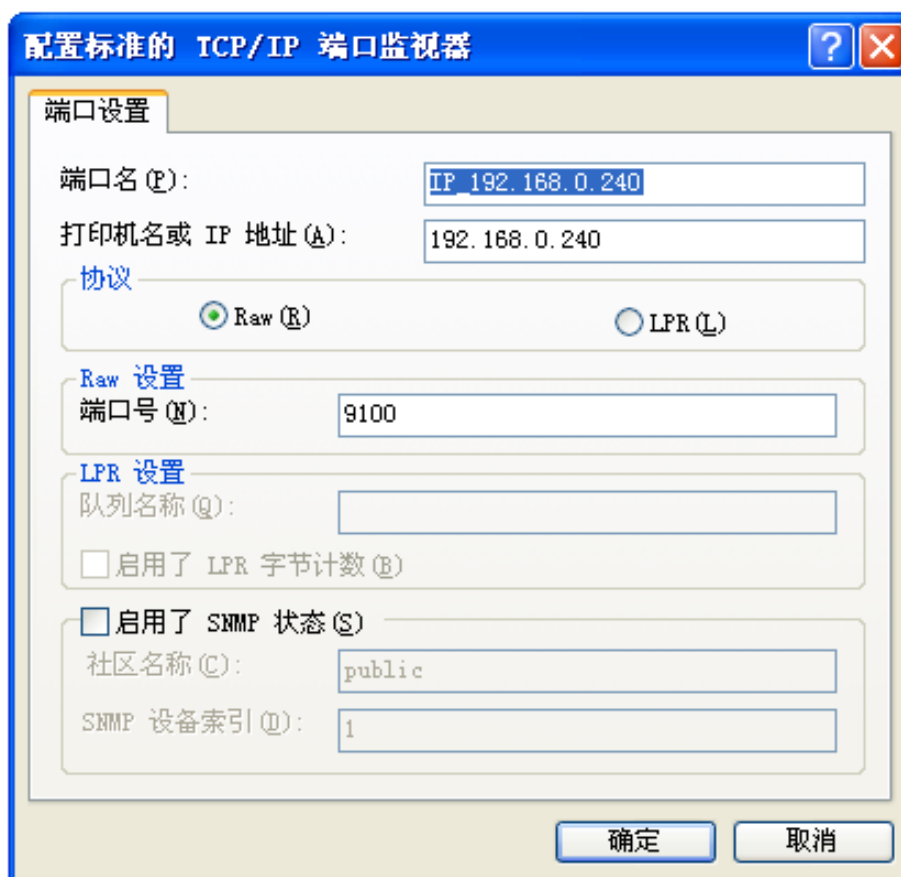 配置标准的 TCP/IP 端口监视器
端口设置
端口名(P): IP_192.168.0.240
打印机名或 IP 地址(A): 192.168.0.240
协议
Raw(R) LPR(L)
Raw 设置
端口号(N): 9100
LPR 设置
队列名称(Q):
启用了 LPR 字节计数(B)
启用了 SNMP 状态(S)
社区名称(C): public
SNMP 设备索引(D): 1
确定 取消